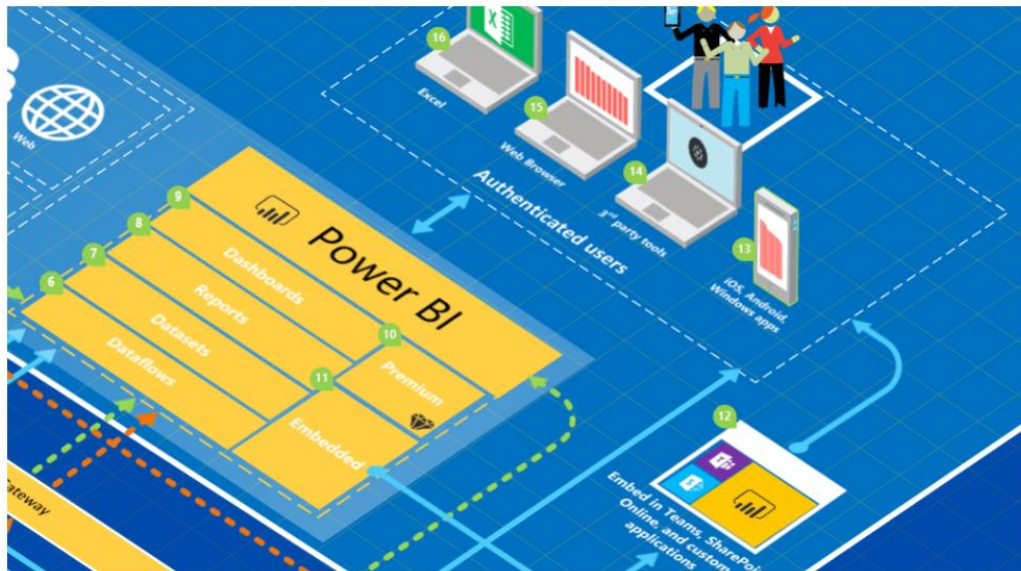 16
Excel
15
Web Browser
14
3rd party tools
13
iOS, Android,
Windows apps
Authenticated users
Web
Power BI
9
Dashboards
8
Reports
7
Datasets
6
Dataflows
10
Premium
11
Embedded
12
Embed in Teams, SharePoi
Online, and custom
applications
ateway